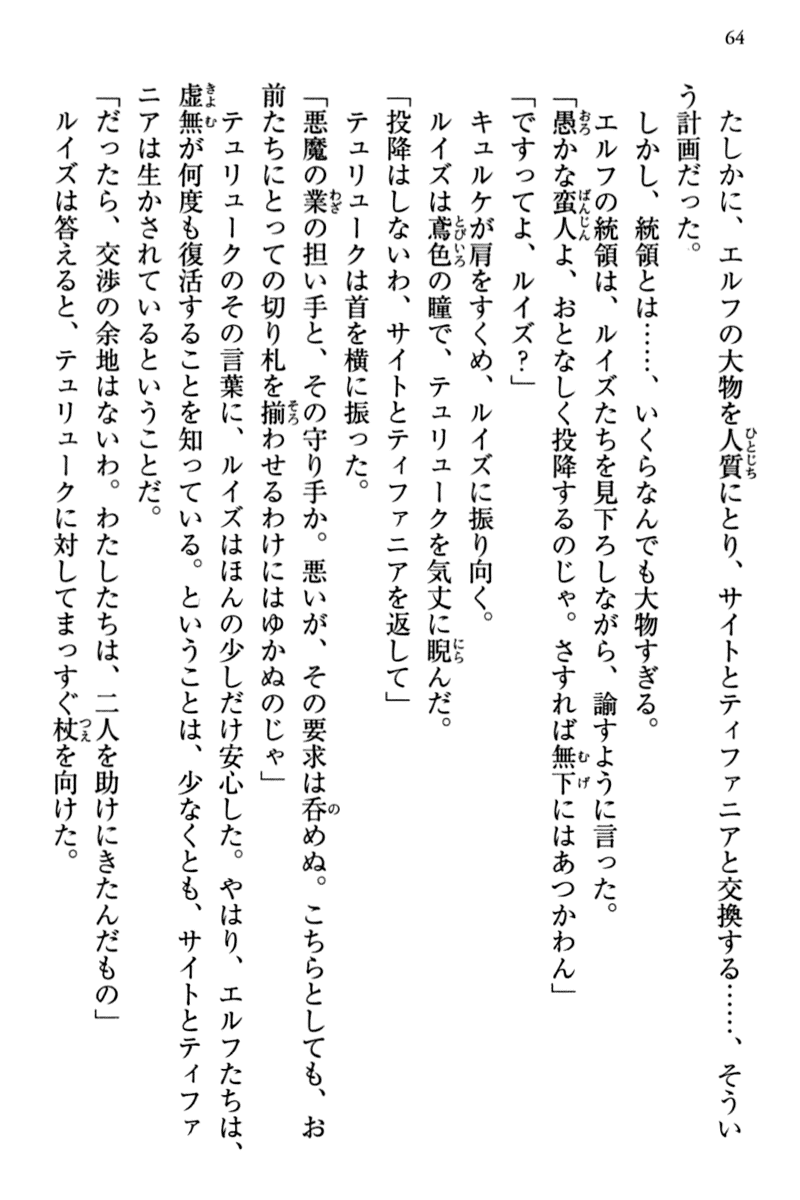 64
たしかに、エルフの大物を人質にとり、サイトとティファニアと交換する……、そうい
う計画だった。
しかし、統領とは……、いくらなんでも大物すぎる。
エルフの統領は、ルイズたちを見下ろしながら、諭すように言った。
「愚かな蛮人よ、おとなしく投降するのじゃ。さすれば無下にはあつかわん」
「ですってよ、ルイズ？」
キュルケが肩をすくめ、ルイズに振り向く。
ルイズは鳶色の瞳で、テュリュークを気丈に睨んだ。
「投降はしないわ、サイトとティファニアを返して」
テュリュークは首を横に振った。
「悪魔の業の担い手と、その守り手か。悪いが、その要求は呑めぬ。こちらとしても、お
前たちにとっての切り札を揃わせるわけにはゆかぬのじゃ」
テュリュークのその言葉に、ルイズはほんの少しだけ安心した。やはり、エルフたちは、
虚無が何度も復活することを知っている。ということは、少なくとも、サイトとティファ
ニアは生かされているということだ。
「だったら、交渉の余地はないわ。わたしたちは、二人を助けにきたんだもの」
ルイズは答えると、テュリュークに対してまっすぐ杖を向けた。